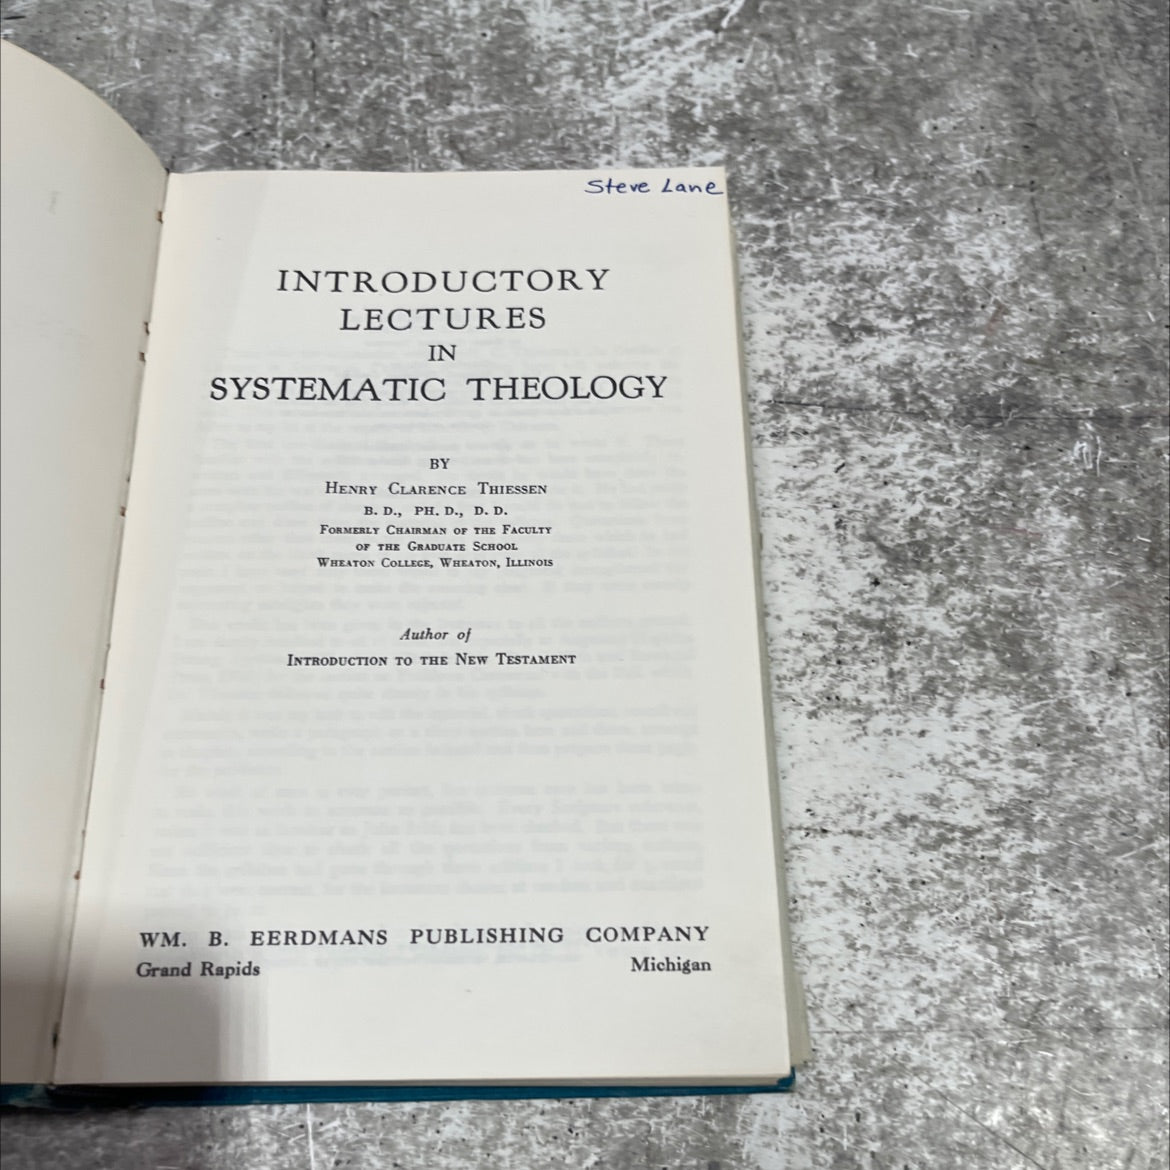 Steve Lane
INTRODUCTORY
LECTURES
IN
SYSTEMATIC THEOLOGY
BY
HENRY CLARENCE THIESSEN
B. D., PH. D., D. D.
FORMERLY CHAIRMAN OF THE FACULTY
OF THE GRADUATE SCHOOL
WHEATON COLLEGE, WHEATON, ILLINOIS
Author of
INTRODUCTION TO THE NEW TESTAMENT
WM. B. EERDMANS PUBLISHING COMPANY
Grand Rapids Michigan